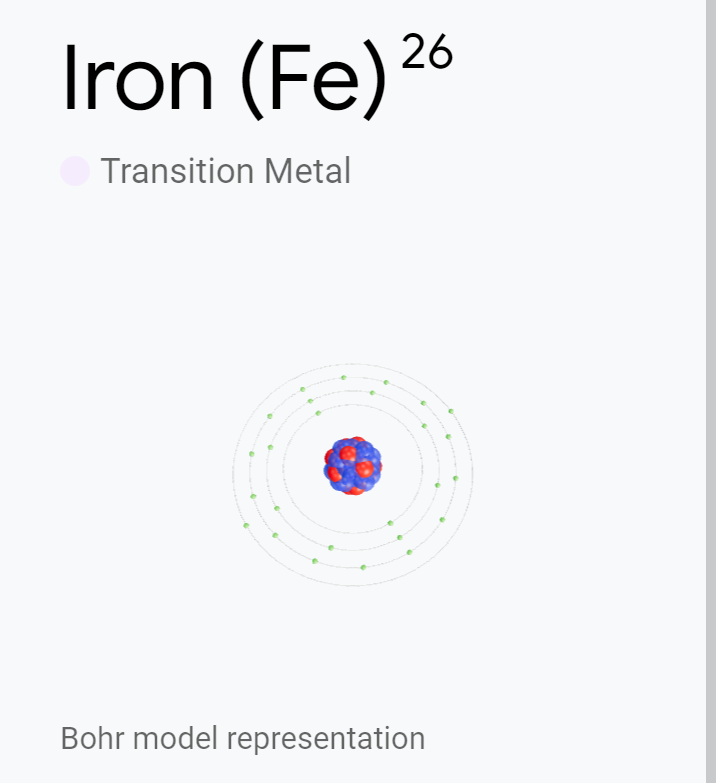 Iron (Fe) 26
Transition Metal
Bohr model representation